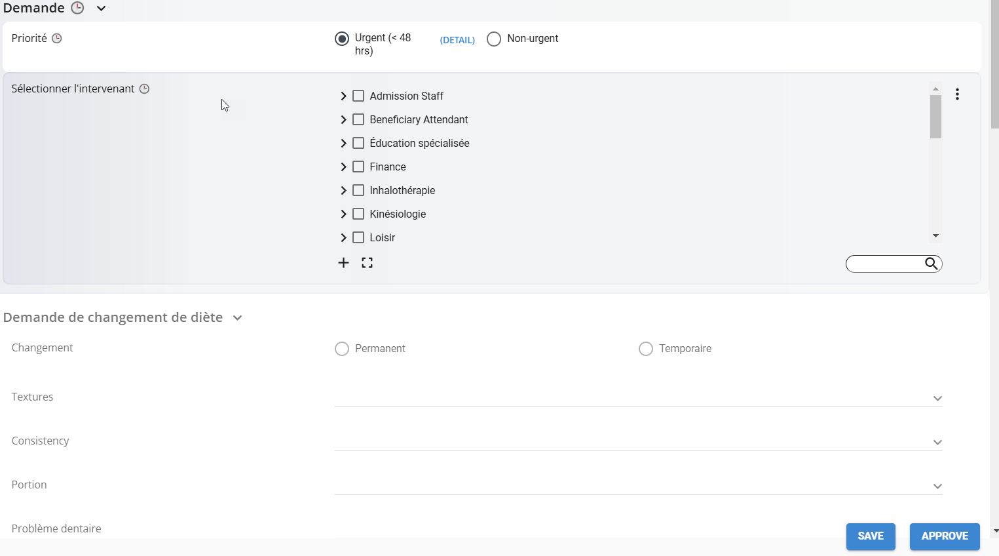 Demande
Priorité
Urgent (< 48
hrs)
(DETAIL)
Non-urgent
Sélectionner l'intervenant
Admission Staff
Beneficiary Attendant
Éducation spécialisée
Finance
Inhalothérapie
Kinésiologie
Loisir
Demande de changement de diète
Changement
Permanent
Temporaire
Textures
Consistency
Portion
Problème dentaire
SAVE
APPROVE